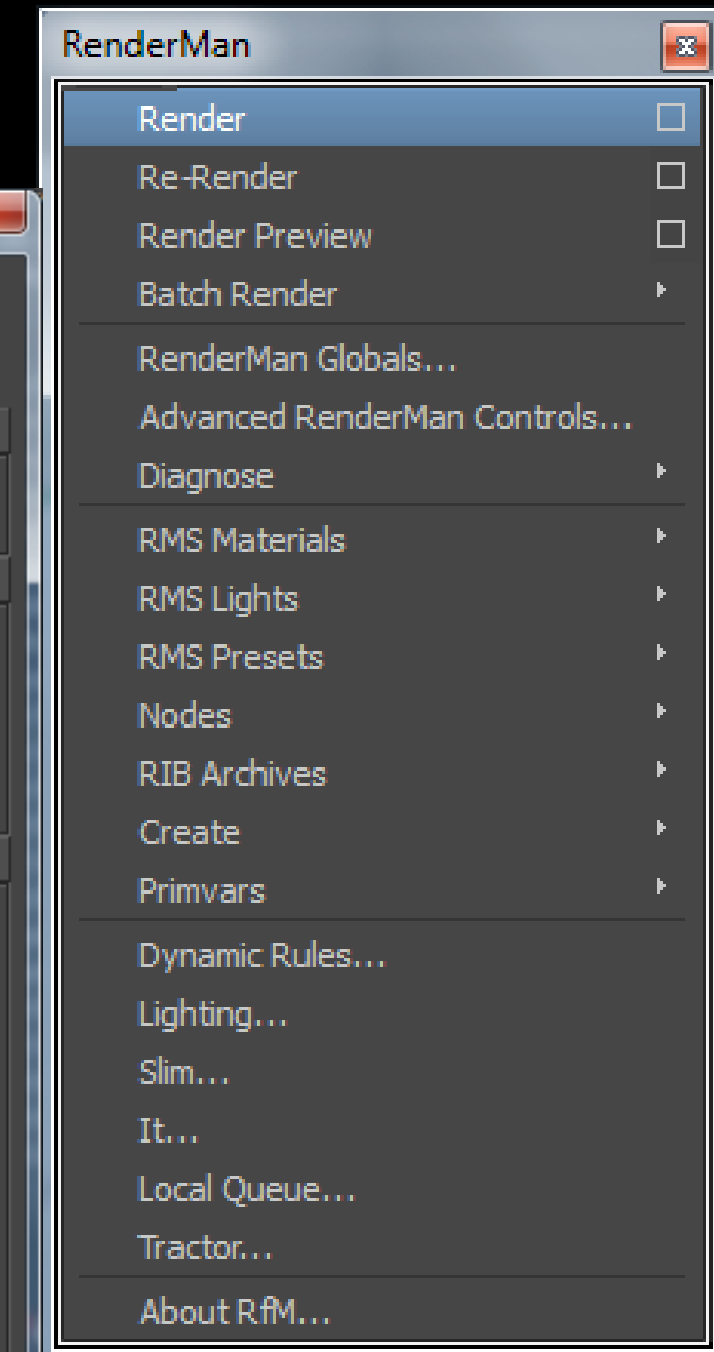 RenderMan
Render
Re-Render
Render Preview
Batch Render
RenderMan Globals...
Advanced RenderMan Controls...
Diagnose
RMS Materials
RMS Lights
RMS Presets
Nodes
RIB Archives
Create
Primvars
Dynamic Rules...
Lighting...
Slim...
It...
Local Queue...
Tractor...
About RfM...